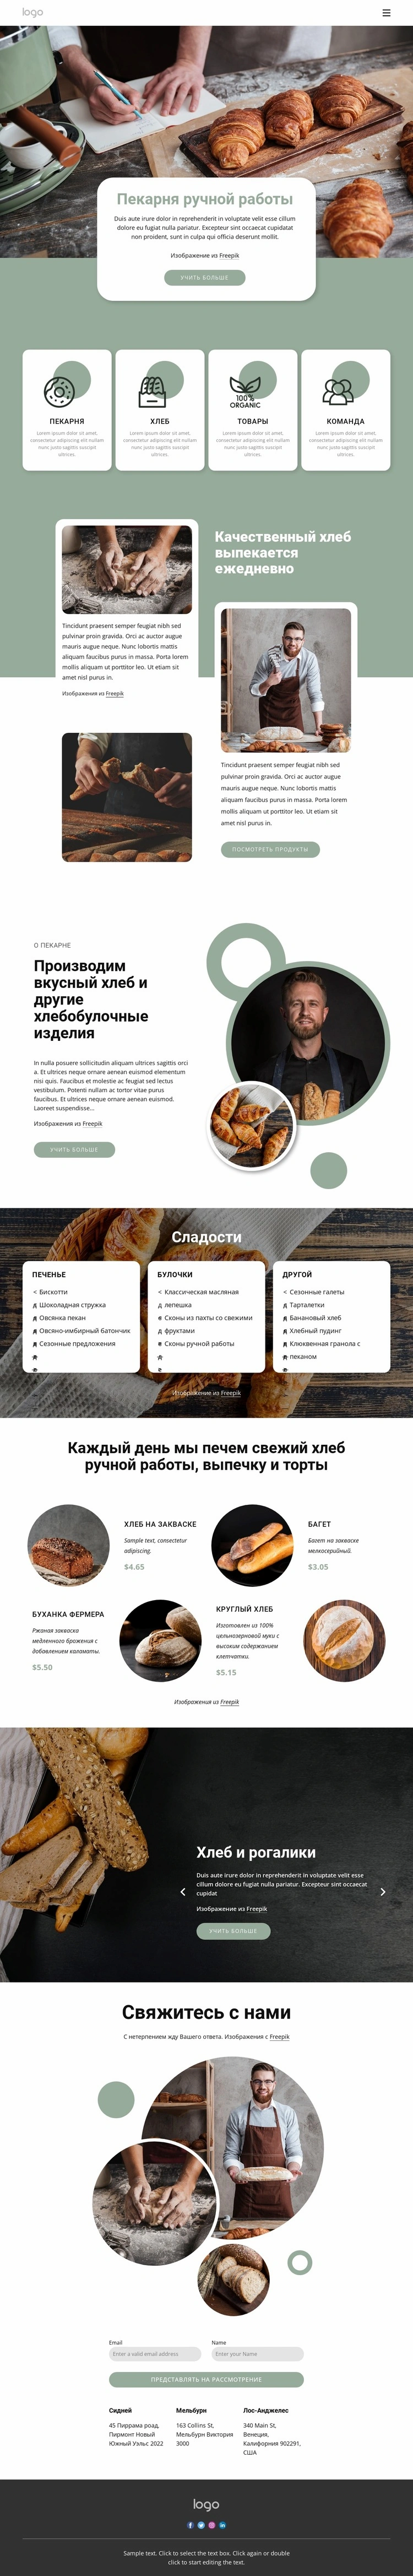 logo
Пекарня ручной работы
Duis aute irure dolor in reprehenderit in voluptate velit esse cillum
dolore eu fugiat nulla pariatur. Excepteur sint occaecat cupidatat
non proident, sunt in culpa qui officia deserunt mollit.
Изображение из Freepik
УЧИТЬ БОЛЬШЕ
ПЕКАРНЯ
Lorem ipsum dolor sit amet,
consectetur adipiscing elit nullam
nunc justo sagittis suscipit
ultrices.
ХЛЕБ
Lorem ipsum dolor sit amet,
consectetur adipiscing elit nullam
nunc justo sagittis suscipit
ultrices.
100%
ORGANIC
ТОВАРЫ
Lorem ipsum dolor sit amet,
consectetur adipiscing elit nullam
nunc justo sagittis suscipit
ultrices.
КОМАНДА
Lorem ipsum dolor sit amet,
consectetur adipiscing elit nullam
nunc justo sagittis suscipit
ultrices.
Качественный хлеб
выпекается
ежедневно
Tincidunt praesent semper feugiat nibh sed
pulvinar proin gravida. Orci ac auctor augue
mauris augue neque. Nunc lobortis mattis
aliquam faucibus purus in massa. Porta lorem
mollis aliquam ut porttitor leo. Ut etiam sit
amet nisl purus in.
Изображения из Freepik
Tincidunt praesent semper feugiat nibh sed
pulvinar proin gravida. Orci ac auctor augue
mauris augue neque. Nunc lobortis mattis
aliquam faucibus purus in massa. Porta lorem
mollis aliquam ut porttitor leo. Ut etiam sit
amet nisl purus in.
ПОСМОТРЕТЬ ПРОДУКТЫ
О ПЕКАРНЕ
Производим
вкусный хлеб и
другие
хлебобулочные
изделия
In nulla posuere sollicitudin aliquam ultrices sagittis orci
a. Et ultrices neque ornare aenean euismod elementum
nisi quis. Faucibus et molestie ac feugiat sed lectus
vestibulum. Potenti nullam ac tortor vitae purus
faucibus. Et ultrices neque ornare aenean euismod.
Laoreet suspendisse...
Изображения из Freepik
УЧИТЬ БОЛЬШЕ
Сладости
ПЕЧЕНЬЕ
Бискотти
Шоколадная стружка
Овсянка пекан
Овсяно-имбирный батончик
Сезонные предложения
БУЛОЧКИ
Классическая масляная
лепешка
Сконы из пахты со свежими
фруктами
Сконы ручной работы
ДРУГОЙ
Сезонные галеты
Тарталетки
Банановый хлеб
Хлебный пудинг
Клюквенная гранола с
пеканом
Изображение из Freepik
Каждый день мы печем свежий хлеб
ручной работы, выпечку и торты
ХЛЕБ НА ЗАКВАСКЕ
Sample text, consectetur
adipiscing.
$4.65
БАГЕТ
Багет на закваске
мелкосерийный.
$3.05
БУХАНКА ФЕРМЕРА
Ржаная закваска
медленного брожения с
добавлением каламаты.
$5.50
КРУГЛЫЙ ХЛЕБ
Изготовлен из 100%
цельнозерновой муки с
высоким содержанием
клетчатки.
$5.15
Изображения из Freepik
Хлеб и рогалики
Duis aute irure dolor in reprehenderit in voluptate velit esse
cillum dolore eu fugiat nulla pariatur. Excepteur sint occaecat
cupidat
Изображение из Freepik
УЧИТЬ БОЛЬШЕ
Свяжитесь с нами
С нетерпением жду Вашего ответа. Изображения с Freepik
Email
Name
Enter a valid email address
Enter your Name
ПРЕДСТАВЛЯТЬ НА РАССМОТРЕНИЕ
Сидней
45 Пиррама роад,
Пирмонт Новый
Южный Уэльс 2022
Мельбурн
163 Collins St,
Мельбурн Виктория
3000
Лос-Анджелес
340 Main St,
Венеция,
Калифорния 902291,
США
logo
Sample text. Click to select the text box. Click again or double
click to start editing the text.